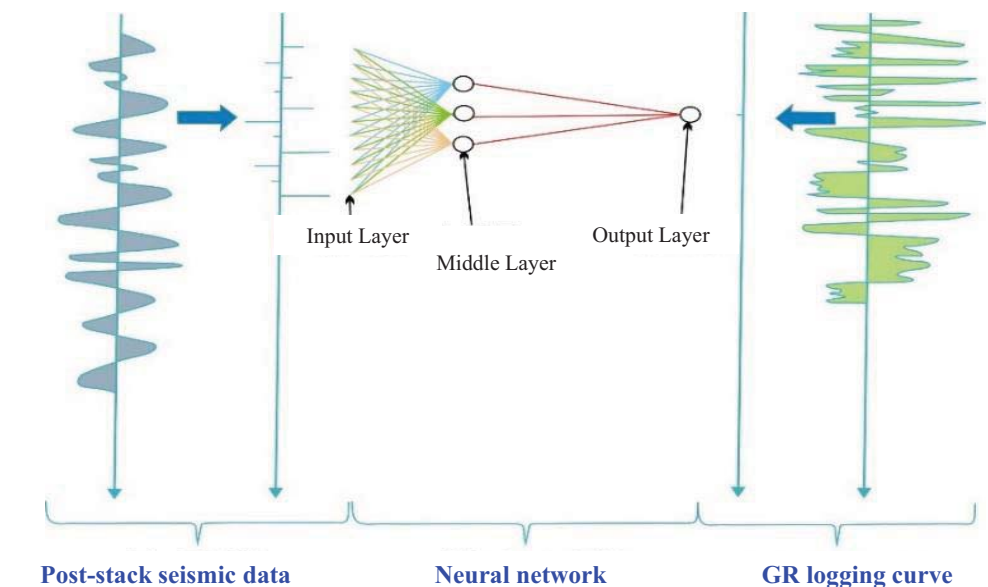 Input Layer
Output Layer
Middle Layer
Post-stack seismic data
Neural network
GR logging curve